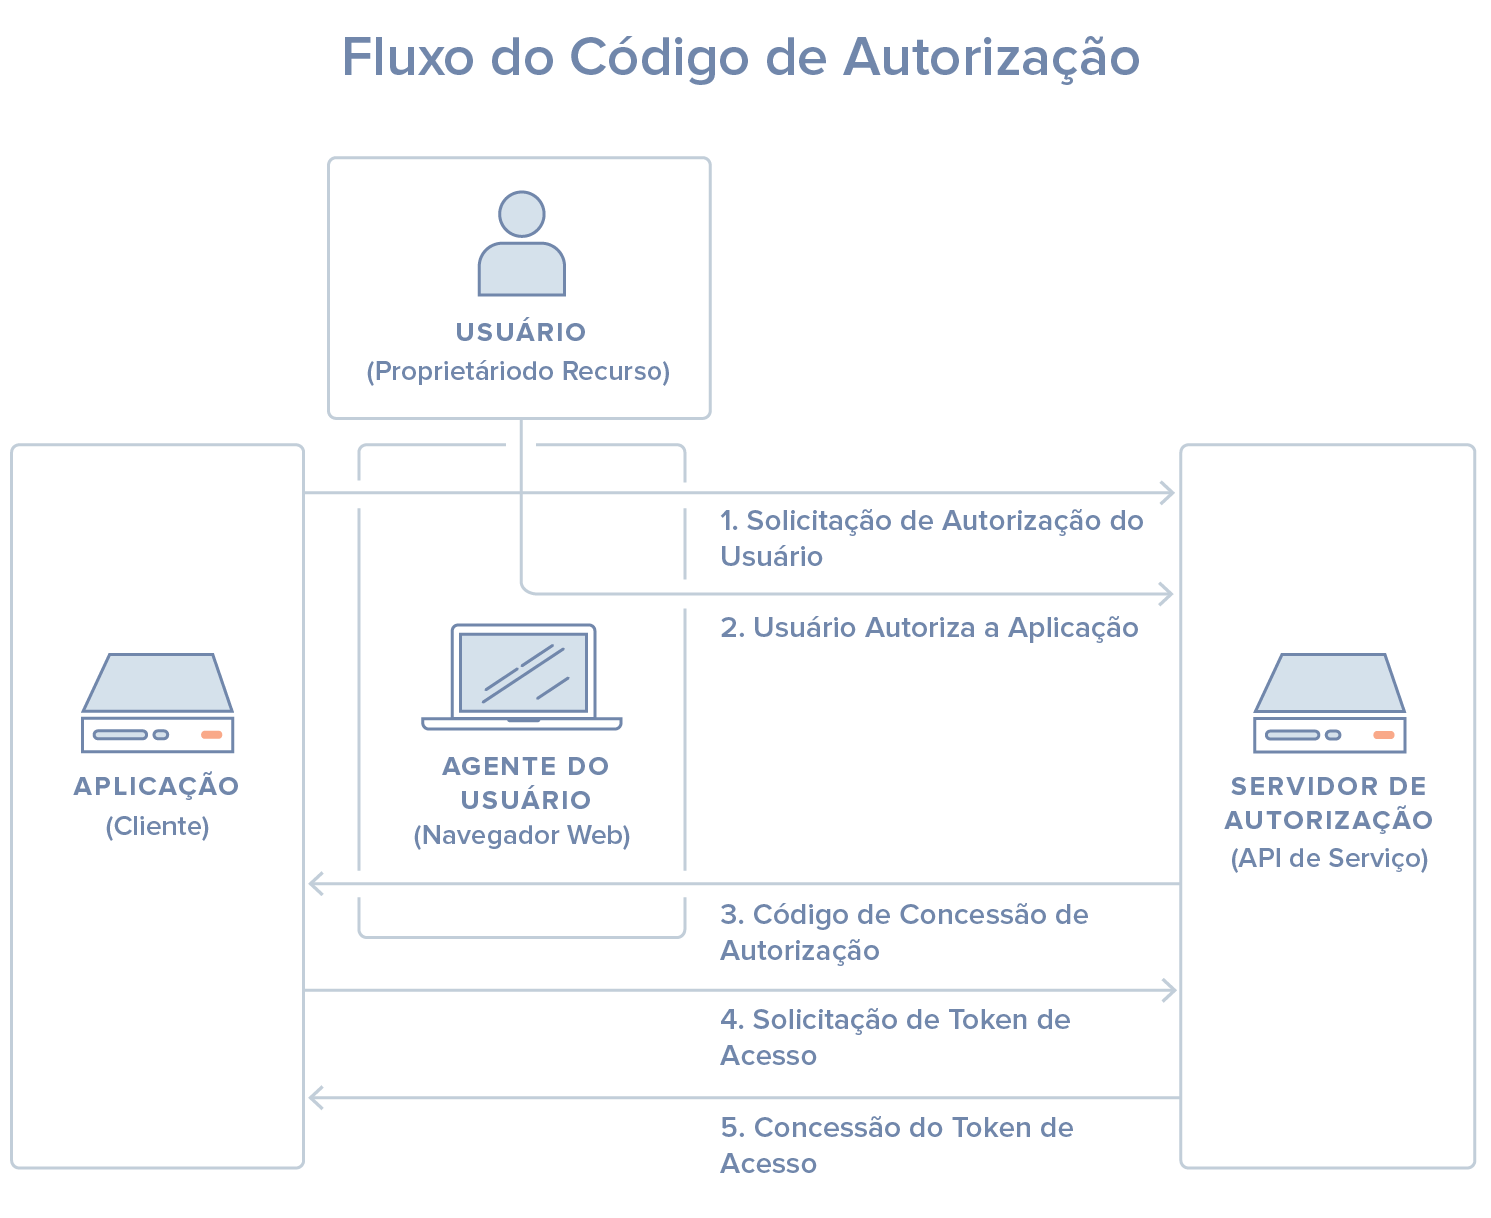 Fluxo do Código de Autorização
USUÁRIO
(Proprietáriodo Recurso)
1. Solicitação de Autorização do
Usuário
2. Usuário Autoriza a Aplicação
APLICAÇÃO
(Cliente)
AGENTE DO
USUÁRIO
(Navegador Web)
SERVIDOR DE
AUTORIZAÇÃO
(API de Serviço)
3. Código de Concessão de
Autorização
4. Solicitação de Token de
Acesso
5. Concessão do Token de
Acesso